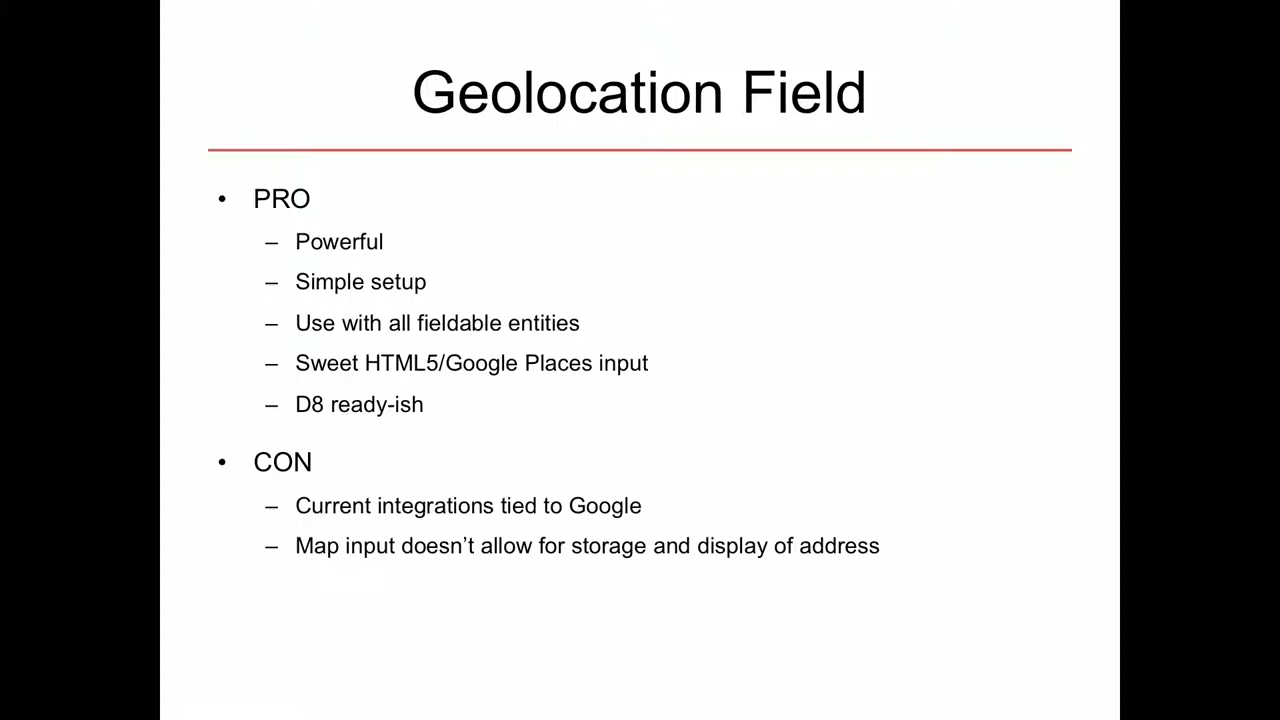 Geolocation Field
• PRO
– Powerful
– Simple setup
– Use with all fieldable entities
– Sweet HTML5/Google Places input
– D8 ready-ish
• CON
– Current integrations tied to Google
– Map input doesn’t allow for storage and display of address